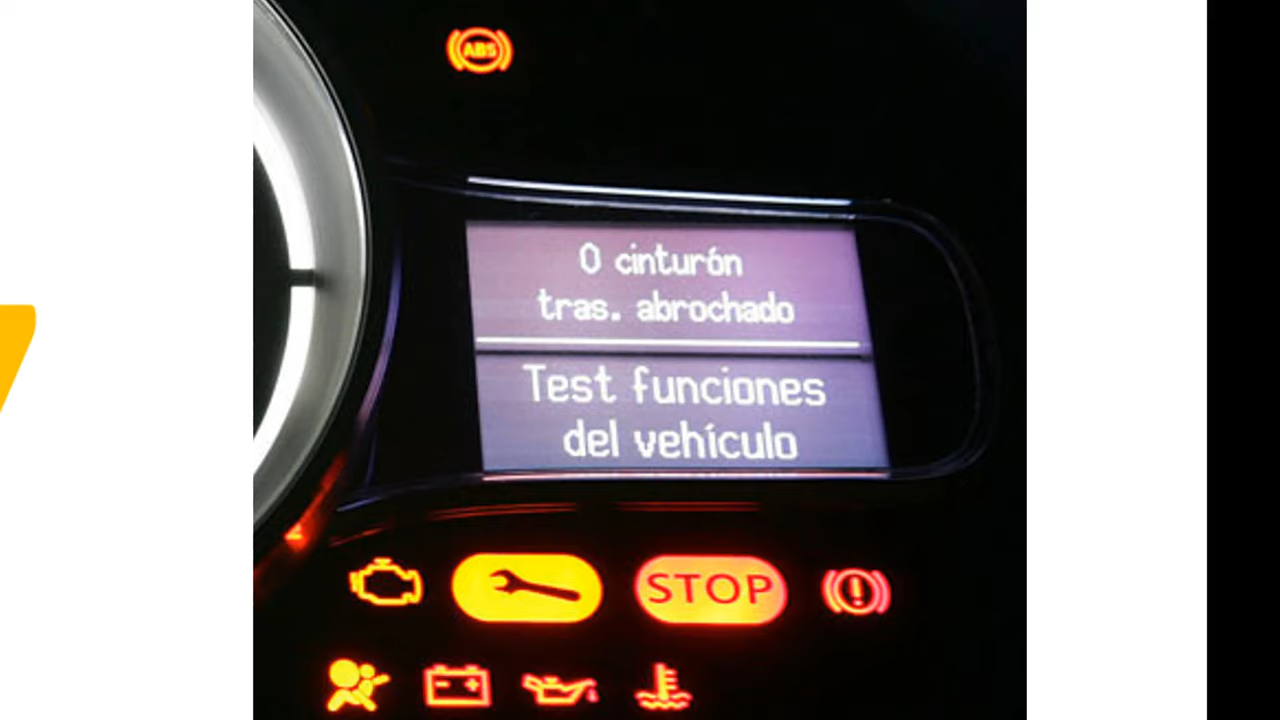 ABS
0 cinturón
tras. abrochado
Test funciones
del vehículo
STOP